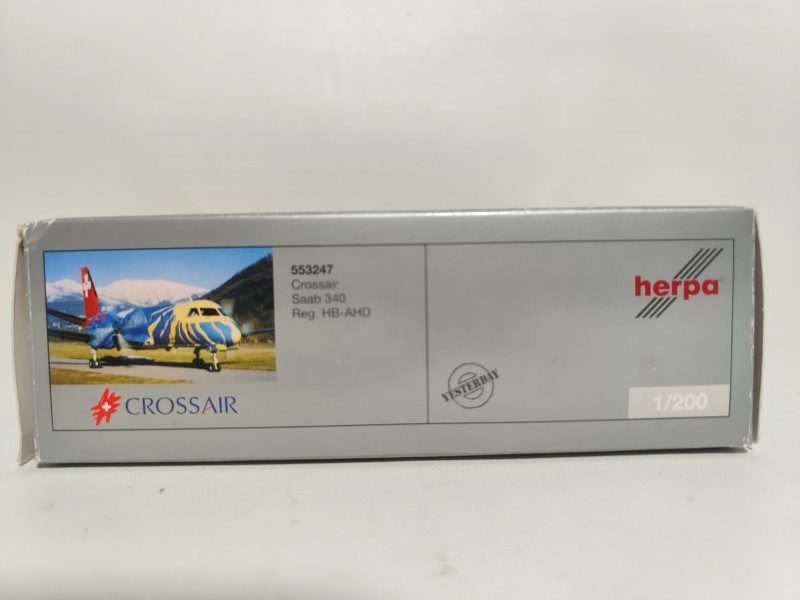 553247
Crossair
Saab 340
Reg. HB-AHD
CROSSAIR
herpa
YESTERDAY
1/200